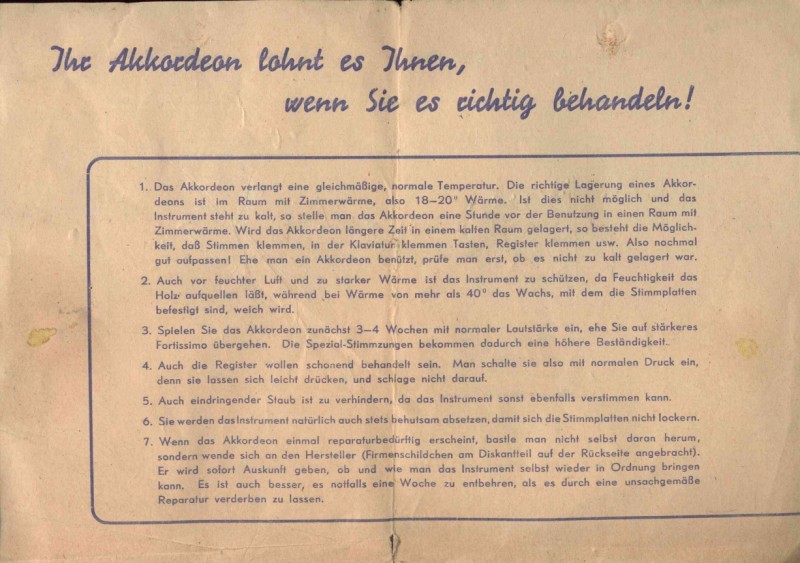 Ihr Akkordeon lohnt es Ihnen,
wenn Sie es richtig behandeln!
1. Das Akkordeon verlangt eine gleichmäßige, normale Temperatur. Die richtige Lagerung eines Akkor-
deons ist im Raum mit Zimmerwärme, also 18—20° Wärme. Ist dies nicht möglich und das
Instrument steht zu kalt, so stelle man das Akkordeon eine Stunde vor der Benutzung in einen Raum mit
Zimmerwärme. Wird das Akkordeon längere Zeit in einem kalten Raum gelagert, so besteht die Möglich-
keit, daß Stimmen klemmen, in der Klaviatur klemmen Tasten, Register klemmen usw. Also nochmal
gut aufpassen! Ehe man ein Akkordeon benützt, prüfe man erst, ob es nicht zu kalt gelagert war.
2. Auch vor feuchter Luft und zu starker Wärme ist das Instrument zu schützen, da Feuchtigkeit das
Holz aufquellen läßt, während bei Wärme von mehr als 40° das Wachs, mit dem die Stimmplatten
befestigt sind, weich wird.
3. Spielen Sie das Akkordeon zunächst 3—4 Wochen mit normaler Lautstärke ein, ehe Sie auf stärkeres
Fortissimo übergehen. Die Spezial-Stimmzungen bekommen dadurch eine höhere Beständigkeit.
4. Auch die Register wollen schonend behandelt sein. Man schalte sie also mit normalen Druck ein,
denn sie lassen sich leicht drücken, und schlage nicht darauf.
5. Auch eindringender Staub ist zu verhindern, da das Instrument sonst ebenfalls verstimmen kann.
6. Sie werden das Instrument natürlich auch stets behutsam absetzen, damit sich die Stimmplatten nicht lockern.
7. Wenn das Akkordeon einmal reparaturbedürftig erscheint, bastle man nicht selbst daran herum,
sondern wende sich an den Hersteller (Firmenschildchen am Diskantteil auf der Rückseite angebracht).
Er wird sofort Auskunft geben, ob und wie man das Instrument selbst wieder in Ordnung bringen
kann. Es ist auch besser, es notfalls eine Woche zu entbehren, als es durch eine unsachgemäße
Reparatur verderben zu lassen.